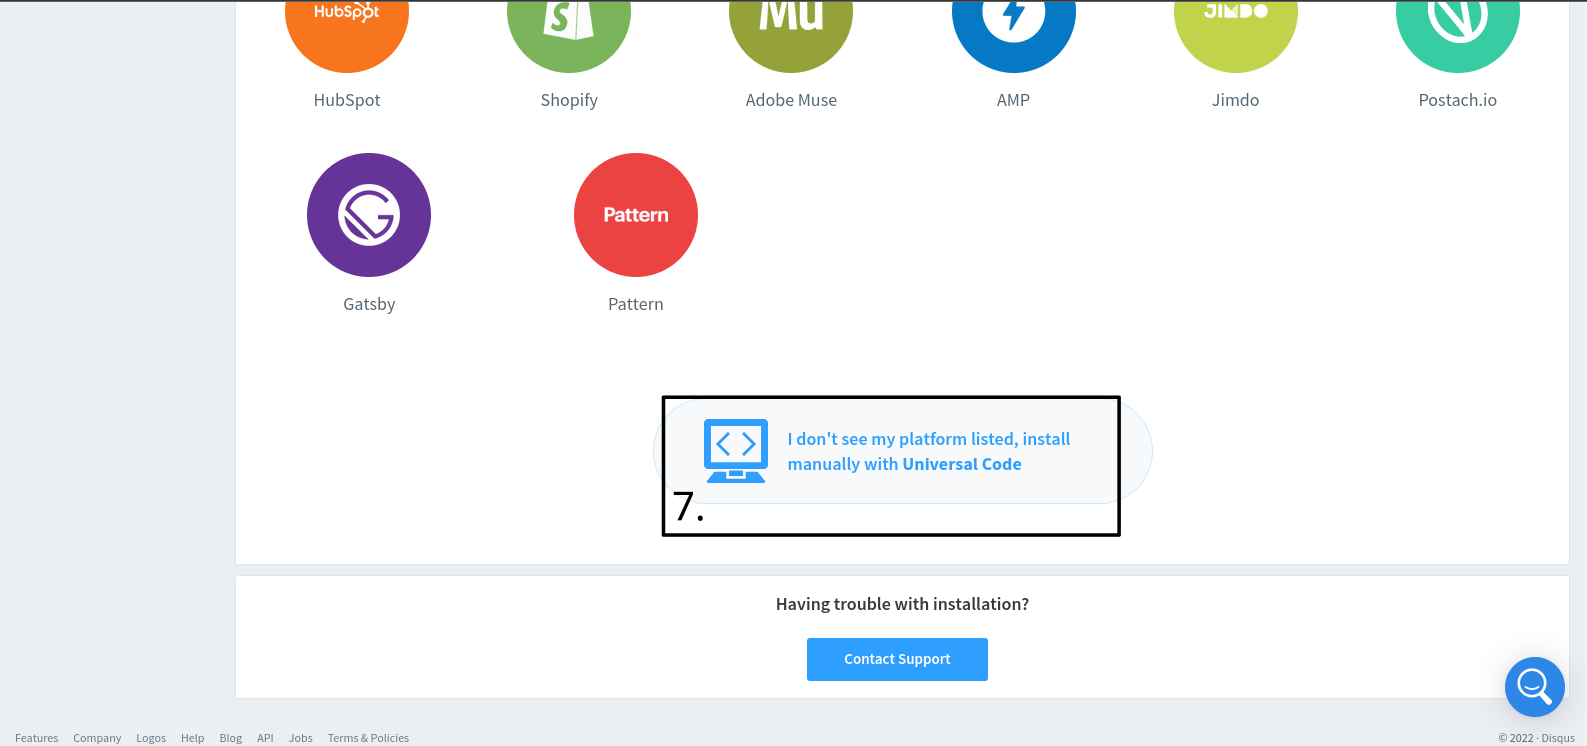 HubSpot
Mu
JIMDO
HubSpot
Shopify
Adobe Muse
AMP
Jimdo
Postach.io
Pattern
Gatsby
Pattern
I don't see my platform listed, install
manually with Universal Code
7.
Having trouble with installation?
Contact Support
Features Company Logos Help Blog API Jobs Terms & Policies
© 2022 · Disqus